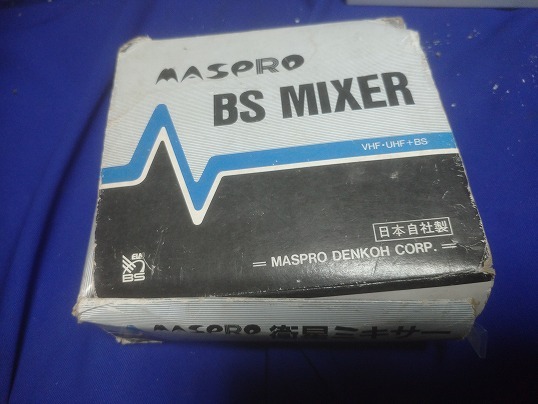 MASPRO
BS MIXER
VHF・UHF+BS
日本自社製
= MASPRO DENKOH CORP. =
BS
MASPRO 衛星ミキサー